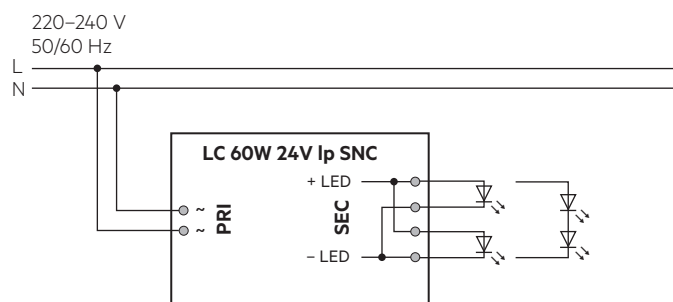 220–240 V
50/60 Hz
L
N
LC 60W 24V lp SNC
+ LED
~
PRI
SEC
~
– LED